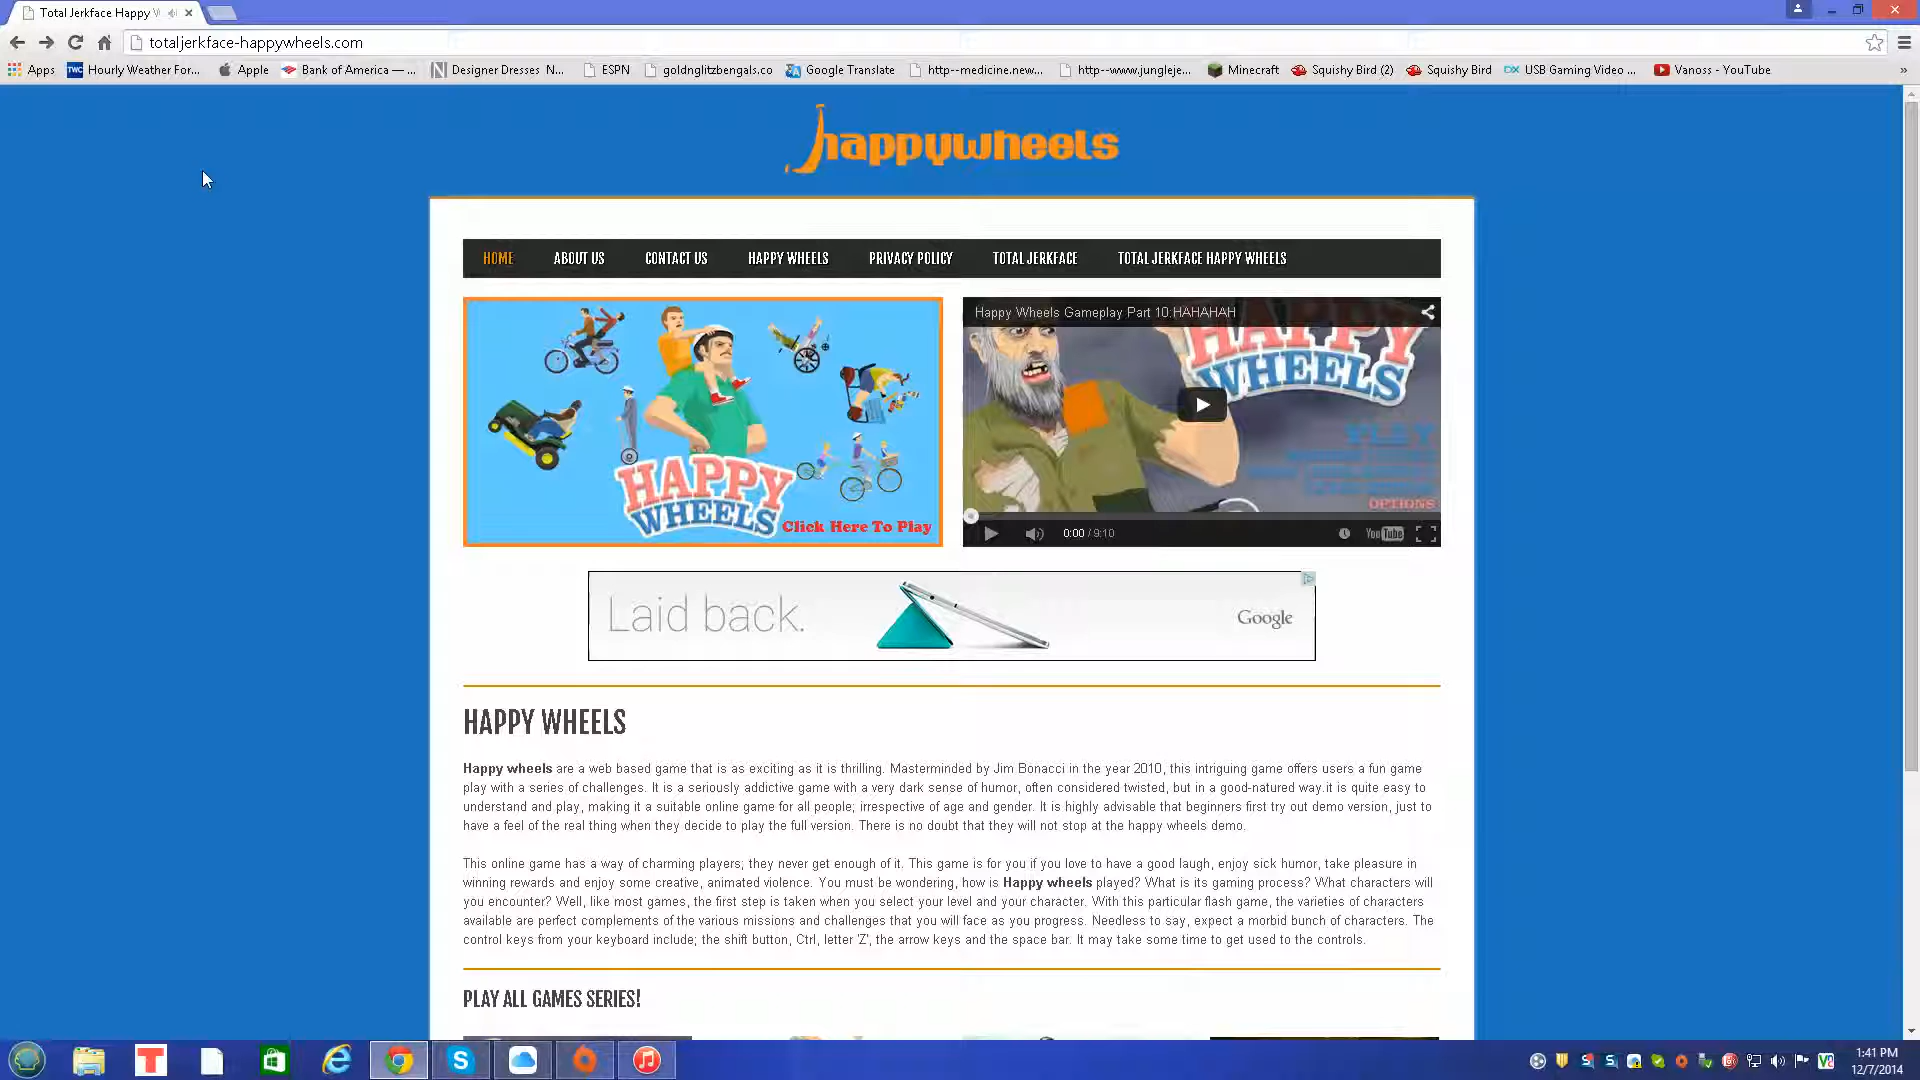 Total Jerkface Happy W
totaljerkface-happywheels.com
Apps
TWC Hourly Weather For...
Apple
Bank of America — ...
N Designer Dresses N...
ESPN
goldnglitzbengals.co
Google Translate
http--medicine.new...
http--www.jungleje...
Minecraft
Squishy Bird (2)
Squishy Bird
DX USB Gaming Video ...
Vanoss - YouTube
»
happywheels
HOME
ABOUT US
CONTACT US
HAPPY WHEELS
PRIVACY POLICY
TOTAL JERKFACE
TOTAL JERKFACE HAPPY WHEELS
HAPPY
WHEELS
Click Here To Play
Happy Wheels Gameplay Part 10:HAHAHAH
HAPPY
WHEELS
PLAY
OPTIONS
0:00 / 9:10
YouTube
Laid back.
Google
HAPPY WHEELS
Happy wheels are a web based game that is as exciting as it is thrilling. Masterminded by Jim Bonacci in the year 2010, this intriguing game offers users a fun game
play with a series of challenges. It is a seriously addictive game with a very dark sense of humor, often considered twisted, but in a good-natured way.it is quite easy to
understand and play, making it a suitable online game for all people; irrespective of age and gender. It is highly advisable that beginners first try out demo version, just to
have a feel of the real thing when they decide to play the full version. There is no doubt that they will not stop at the happy wheels demo.
This online game has a way of charming players; they never get enough of it. This game is for you if you love to have a good laugh, enjoy sick humor, take pleasure in
winning rewards and enjoy some creative, animated violence. You must be wondering, how is Happy wheels played? What is its gaming process? What characters will
you encounter? Well, like most games, the first step is taken when you select your level and your character. With this particular flash game, the varieties of characters
available are perfect complements of the various missions and challenges that you will face as you progress. Needless to say, expect a morbid bunch of characters. The
control keys from your keyboard include; the shift button, Ctrl, letter 'Z', the arrow keys and the space bar. It may take some time to get used to the controls.
PLAY ALL GAMES SERIES!
1:41 PM
12/7/2014